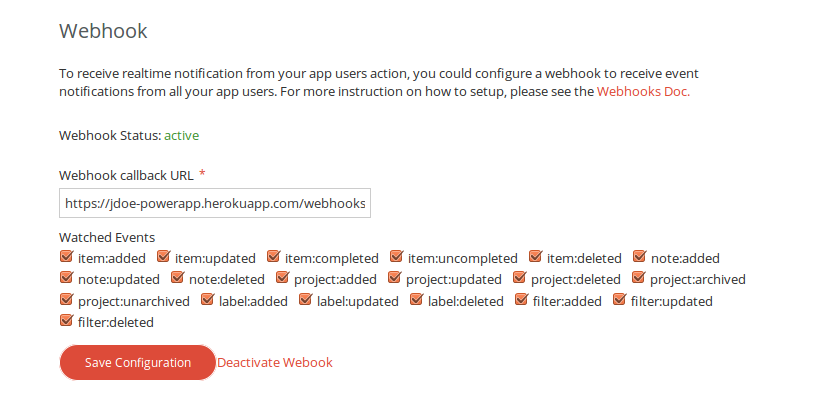 Webhook
To receive realtime notification from your app users action, you could configure a webhook to receive event
notifications from all your app users. For more instruction on how to setup, please see the Webhooks Doc.
Webhook Status: active
Webhook callback URL *
https://jdoe-powerapp.herokuapp.com/webhooks
Watched Events
item:added item:updated item:completed item:uncompleted item:deleted note:added
note:updated note:deleted project:added project:updated project:deleted project:archived
project:unarchived label:added label:updated label:deleted filter:added filter:updated
filter:deleted
Save Configuration Deactivate Webook